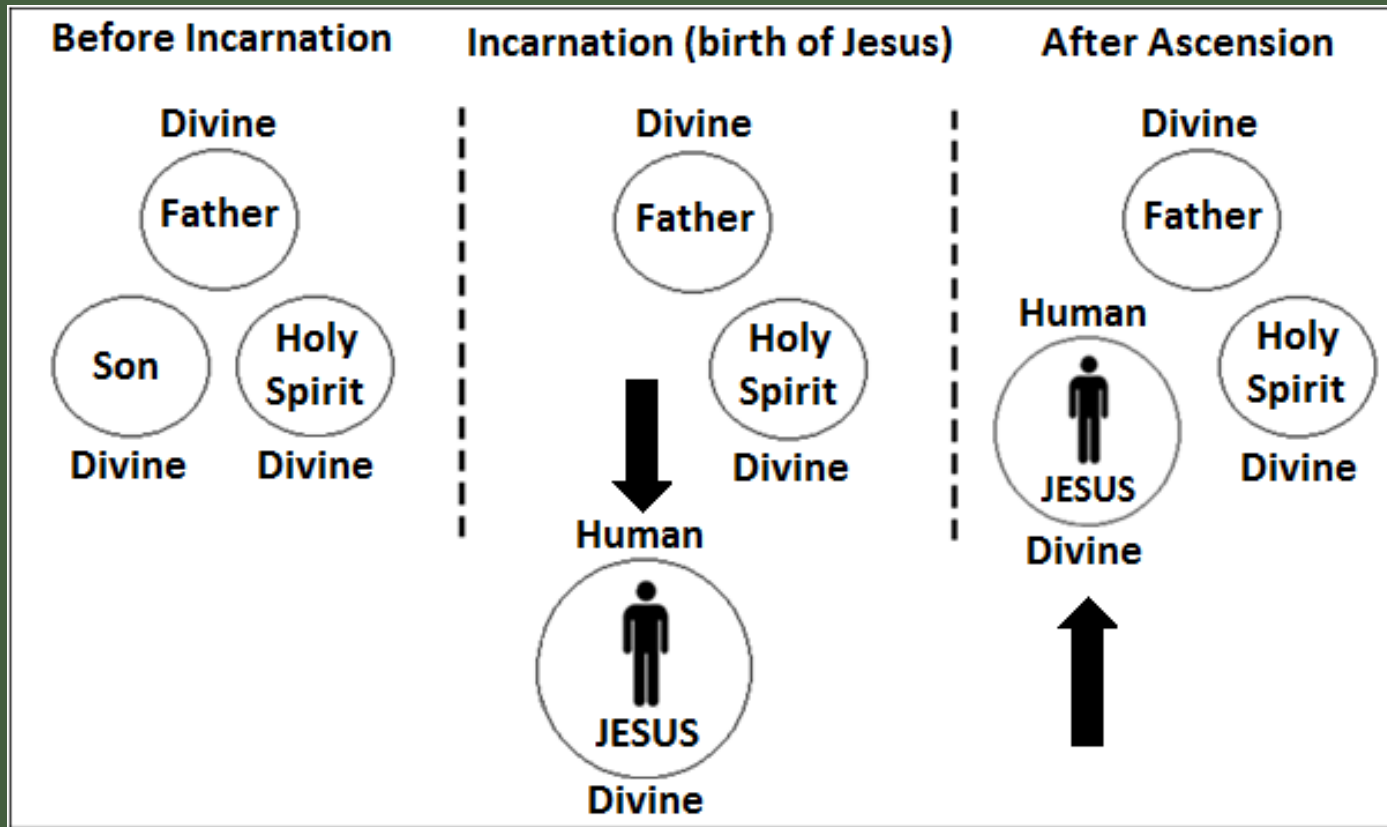 Before Incarnation
Divine
Father
Son
Holy
Spirit
Divine
Divine
Incarnation (birth of Jesus)
Divine
Father
Holy
Spirit
Divine
Human
JESUS
Divine
After Ascension
Divine
Father
Human
JESUS
Divine
Holy
Spirit
Divine